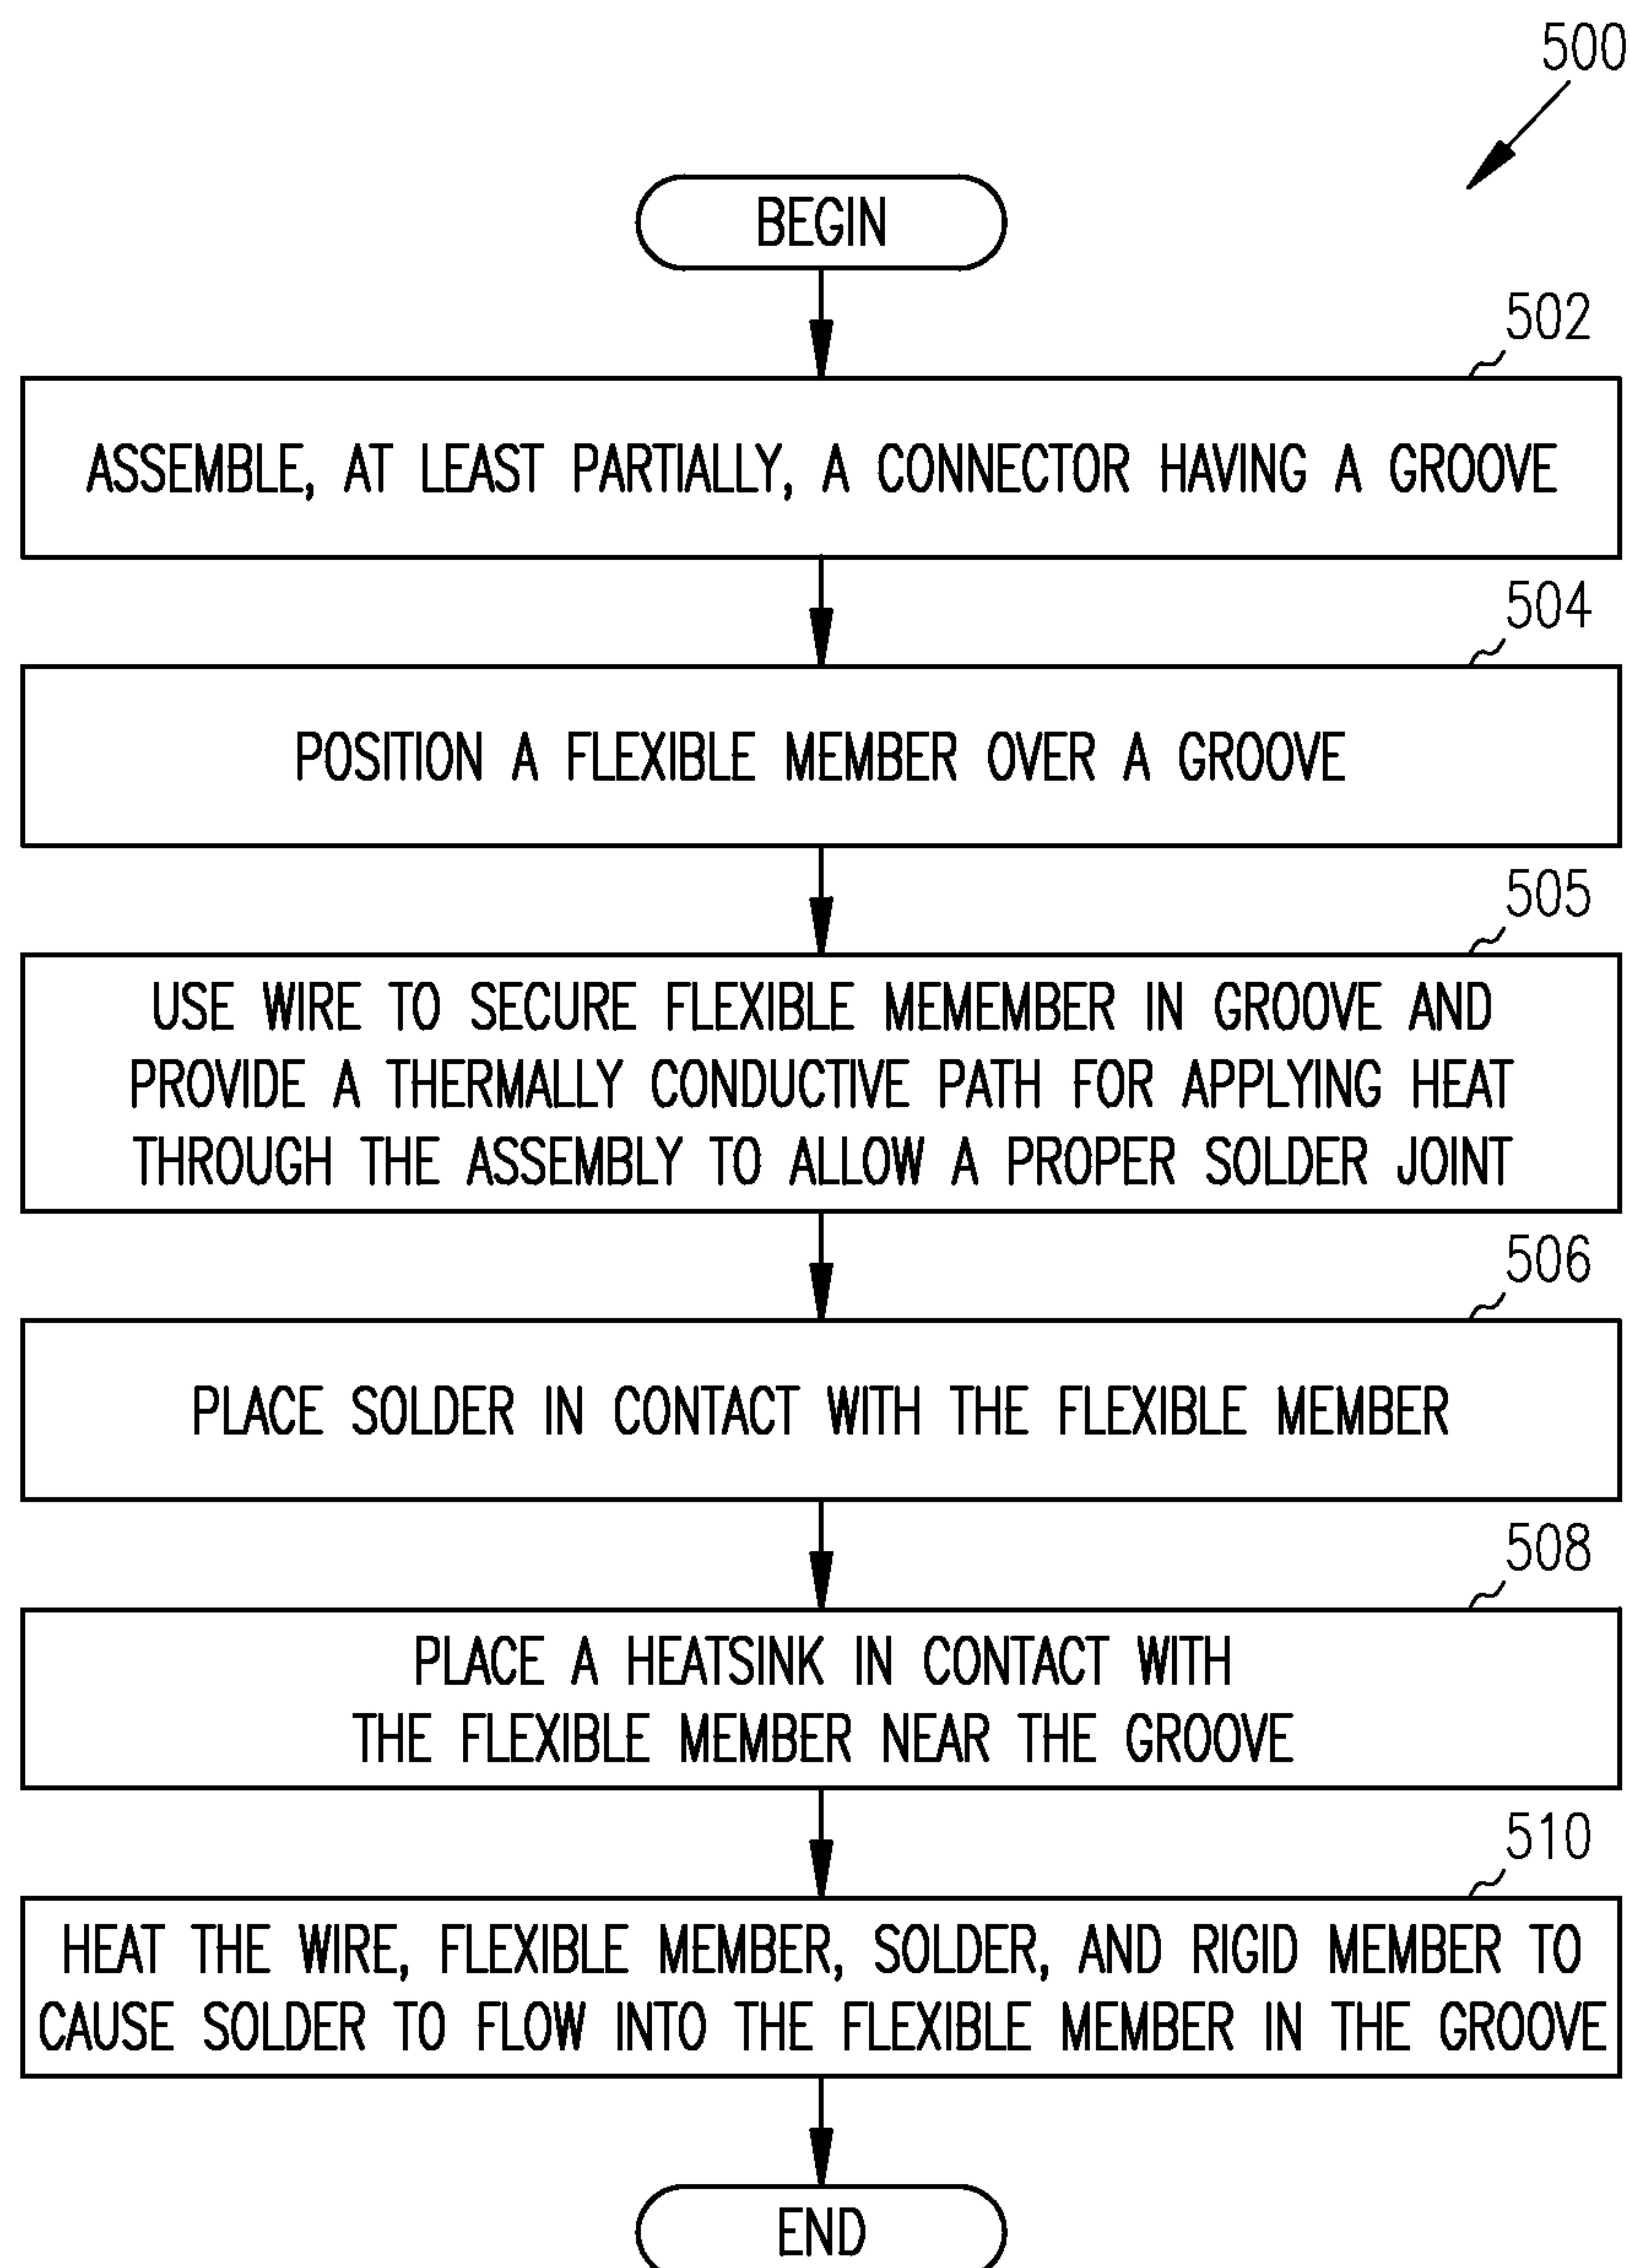 500
BEGIN
502
ASSEMBLE, AT LEAST PARTIALLY, A CONNECTOR HAVING A GROOVE
504
POSITION A FLEXIBLE MEMBER OVER A GROOVE
505
USE WIRE TO SECURE FLEXIBLE MEMEMBER IN GROOVE AND
PROVIDE A THERMALLY CONDUCTIVE PATH FOR APPLYING HEAT
THROUGH THE ASSEMBLY TO ALLOW A PROPER SOLDER JOINT
506
PLACE SOLDER IN CONTACT WITH THE FLEXIBLE MEMBER
508
PLACE A HEATSINK IN CONTACT WITH
THE FLEXIBLE MEMBER NEAR THE GROOVE
510
HEAT THE WIRE, FLEXIBLE MEMBER, SOLDER, AND RIGID MEMBER TO
CAUSE SOLDER TO FLOW INTO THE FLEXIBLE MEMBER IN THE GROOVE
END